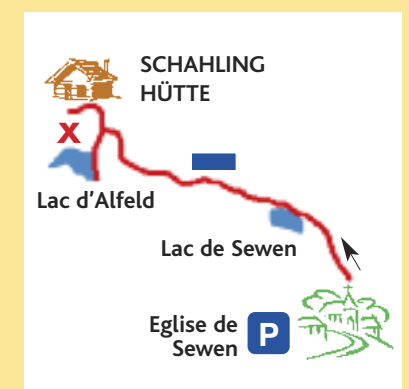 SCHAHLING
HÜTTE
X
Lac d'Alfeld
Lac de Sewen
Eglise de
Sewen
P